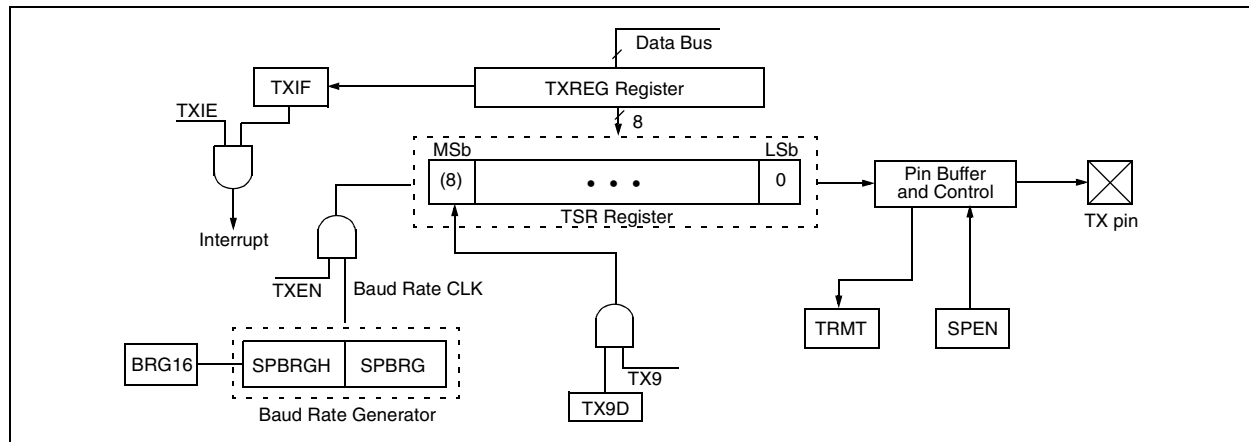 Data Bus
TXIF
TXREG Register
TXIE
8
MSb
LSb
(8)
• • •
0
TSR Register
Pin Buffer
and Control
TX pin
Interrupt
TXEN
Baud Rate CLK
TRMT
SPEN
BRG16
SPBRGH
SPBRG
TX9
TX9D
Baud Rate Generator